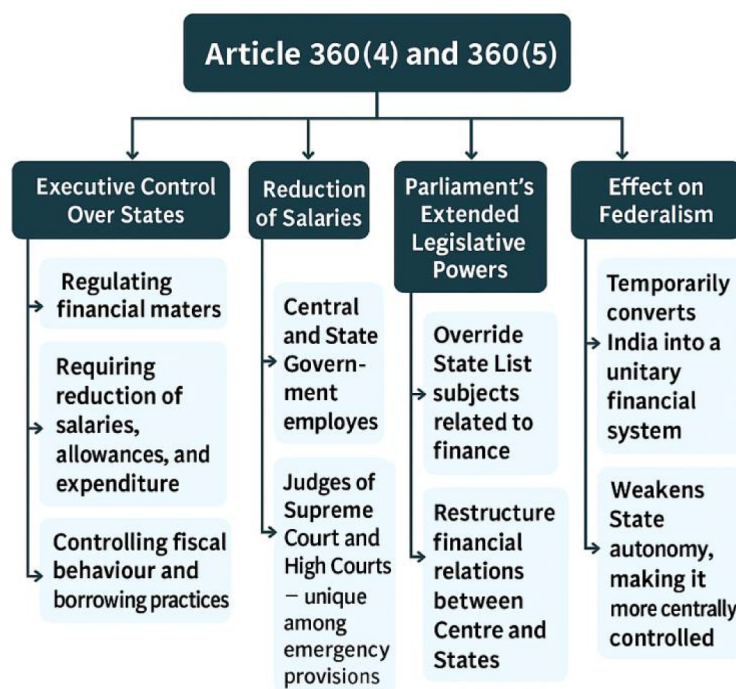 Article 360(4) and 360(5)
Executive Control
Over States
Regulating
financial maters
Requiring
reduction of
salaries,
allowances, and
expenditure
Controlling fiscal
behaviour and
borrowing practices
Reduction
of Salaries
Central
and State
Govern-
ment
employes
Judges of
Supreme
Court and
High Courts
– unique
among
emergency
provisions
Parliament's
Extended
Legislative
Powers
Override
State List
subjects
related to
finance
Restructure
financial
relations
between
Centre and
States
Effect on
Federalism
Temporarily
converts
India into a
unitary
financial
system
Weakens
State
autonomy,
making it
more centrally
controlled